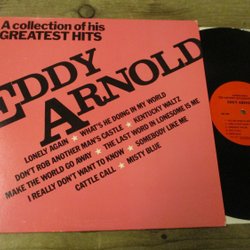 A collection of his
GREATEST HITS
EDDY
ARNOLD
LONELY AGAIN ★ WHAT'S HE DOING IN MY WORLD
DON'T ROB ANOTHER MAN'S CASTLE ★ KENTUCKY WALTZ
MAKE THE WORLD GO AWAY ★ THE LAST WORD IN LONESOME IS ME
I REALLY DON'T WANT TO KNOW ★ SOMEBODY LIKE ME
CATTLE CALL ★ MISTY BLUE